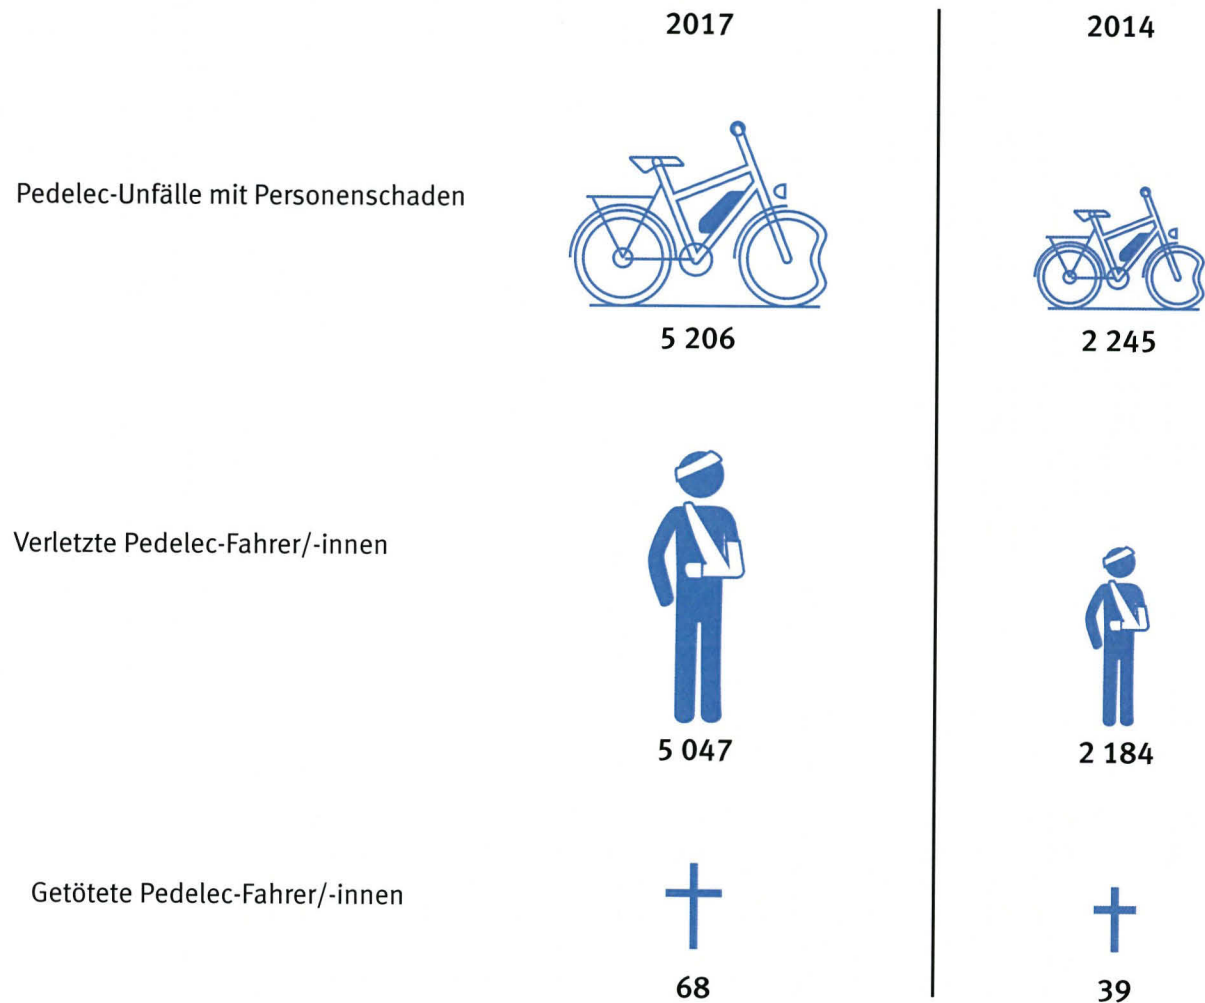 2017
2014
Pedelec-Unfälle mit Personenschaden
5 206
2 245
Verletzte Pedelec-Fahrer/-innen
5 047
2 184
Getötete Pedelec-Fahrer/-innen
68
39